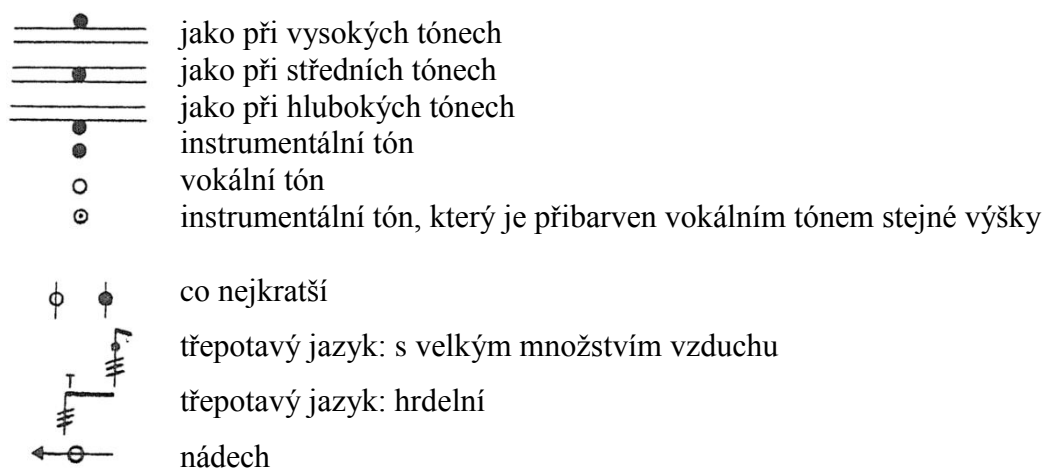 jako při vysokých tónech
jako při středních tónech
jako při hlubokých tónech
instrumentální tón
vokální tón
instrumentální tón, který je přibarven vokálním tónem stejné výšky
co nejkratší
třepotavý jazyk: s velkým množstvím vzduchu
T
třepotavý jazyk: hrdelní
nádech